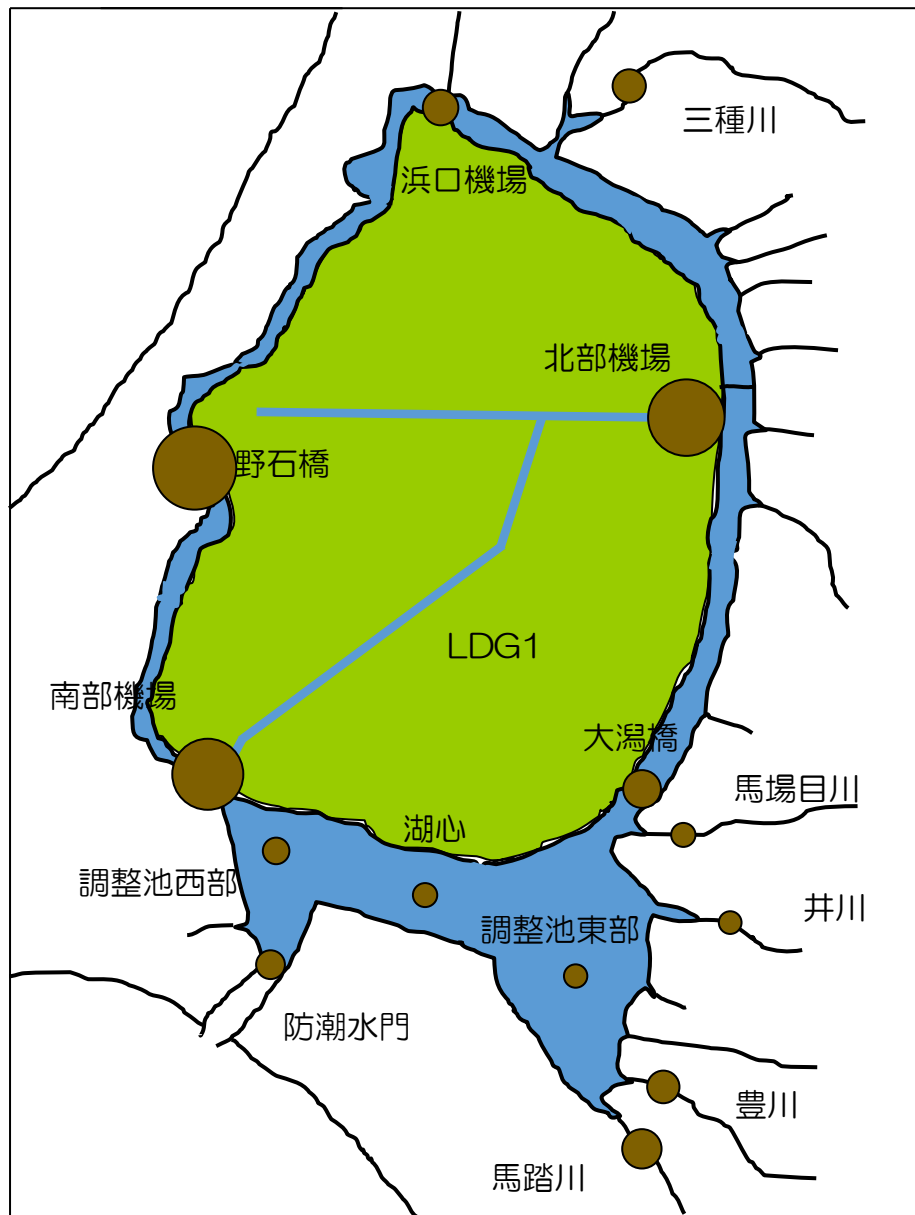 三種川
浜口機場
北部機場
野石橋
LDG1
南部機場
大潟橋
馬場目川
湖心
調整池西部
井川
調整池東部
防潮水門
豊川
馬踏川